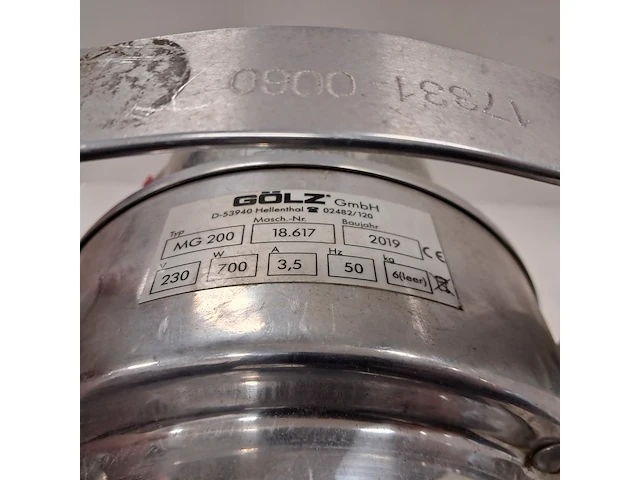 17331-0060
GÖLZ® GmbH
D-53940 Hellenthal ☎ 02482/120
Typ Masch.-Nr. Baujahr
MG 200 18.617 2019 CE
V W A Hz kg
230 700 3,5 50 6(leer)